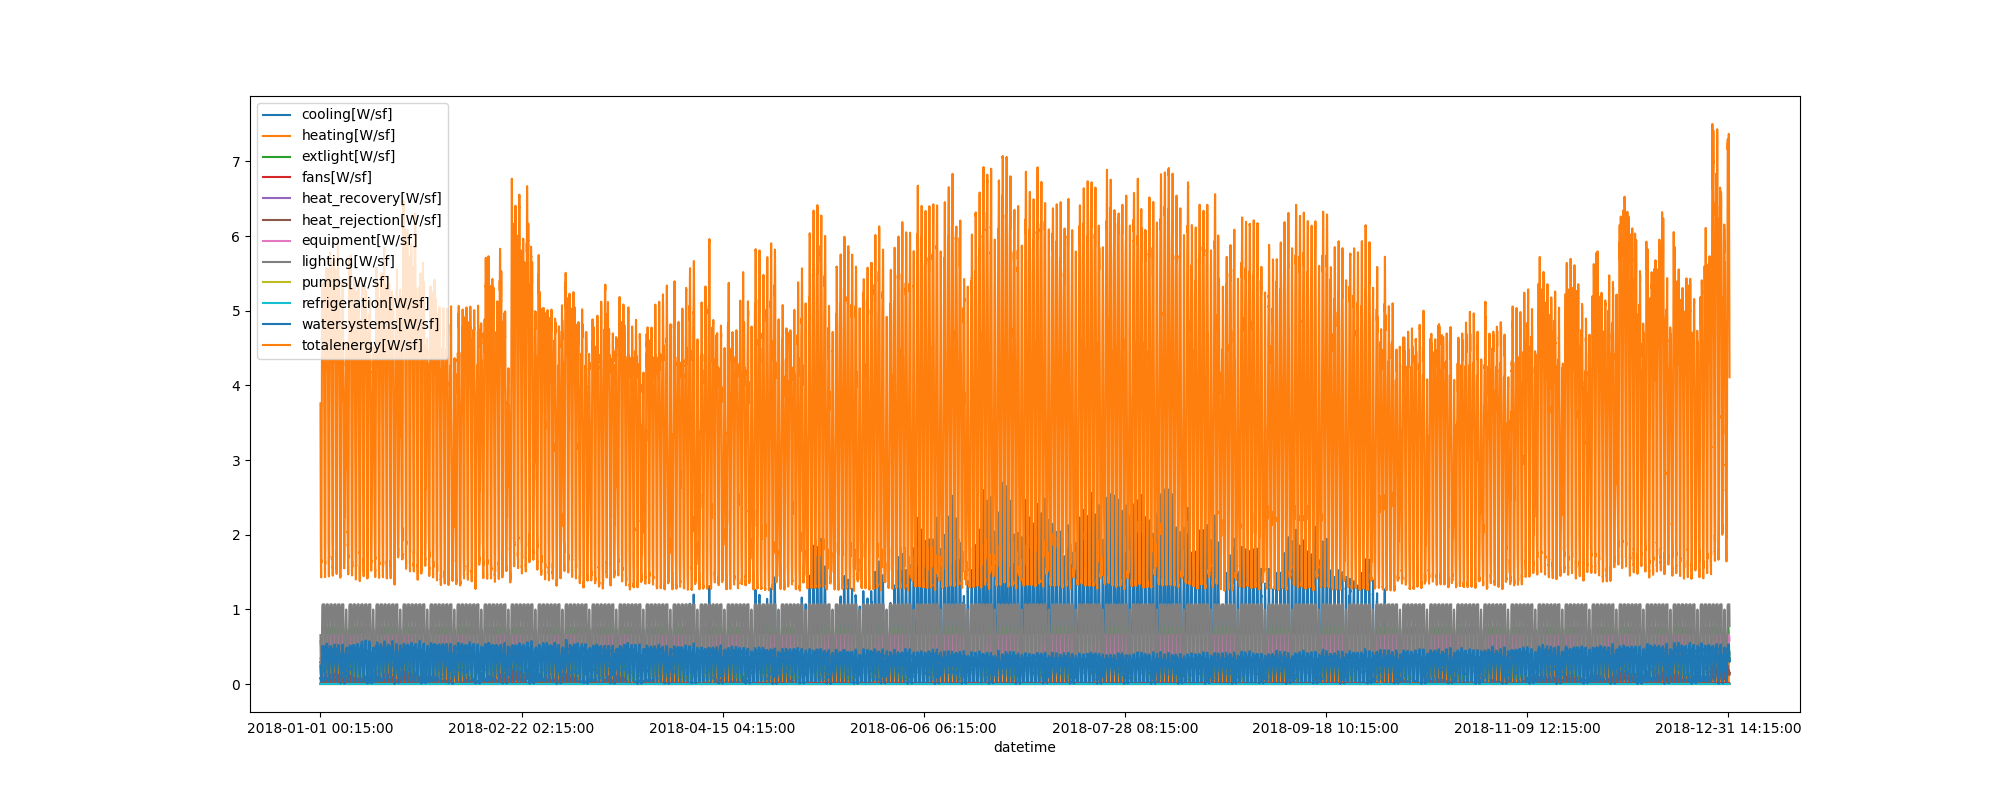 cooling[W/sf]
heating[W/sf]
extlight[W/sf]
fans[W/sf]
heat_recovery[W/sf]
heat_rejection[W/sf]
equipment[W/sf]
lighting[W/sf]
pumps[W/sf]
refrigeration[W/sf]
watersystems[W/sf]
totalenergy[W/sf]
7
6
5
4
3
2
1
0
2018-01-01 00:15:00 2018-02-22 02:15:00 2018-04-15 04:15:00 2018-06-06 06:15:00 2018-07-28 08:15:00 2018-09-18 10:15:00 2018-11-09 12:15:00 2018-12-31 14:15:00
datetime